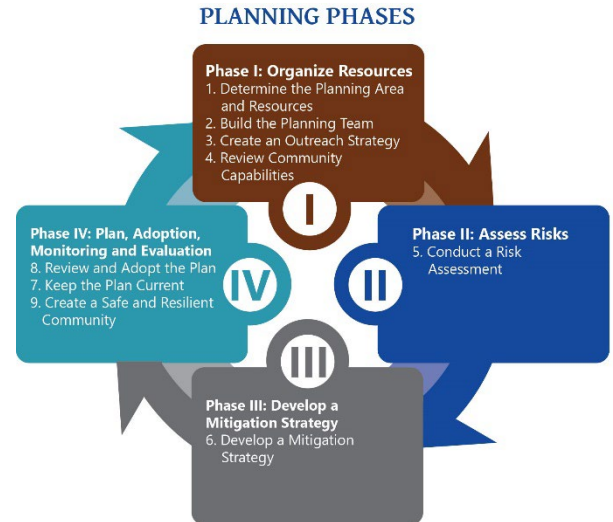 PLANNING PHASES
Phase I: Organize Resources
1. Determine the Planning Area
and Resources
2. Build the Planning Team
3. Create an Outreach Strategy
4. Review Community
Capabilities
I
Phase II: Assess Risks
5. Conduct a Risk
Assessment
II
Phase III: Develop a
Mitigation Strategy
6. Develop a Mitigation
Strategy
III
Phase IV: Plan, Adoption,
Monitoring and Evaluation
8. Review and Adopt the Plan
7. Keep the Plan Current
9. Create a Safe and Resilient
Community
IV